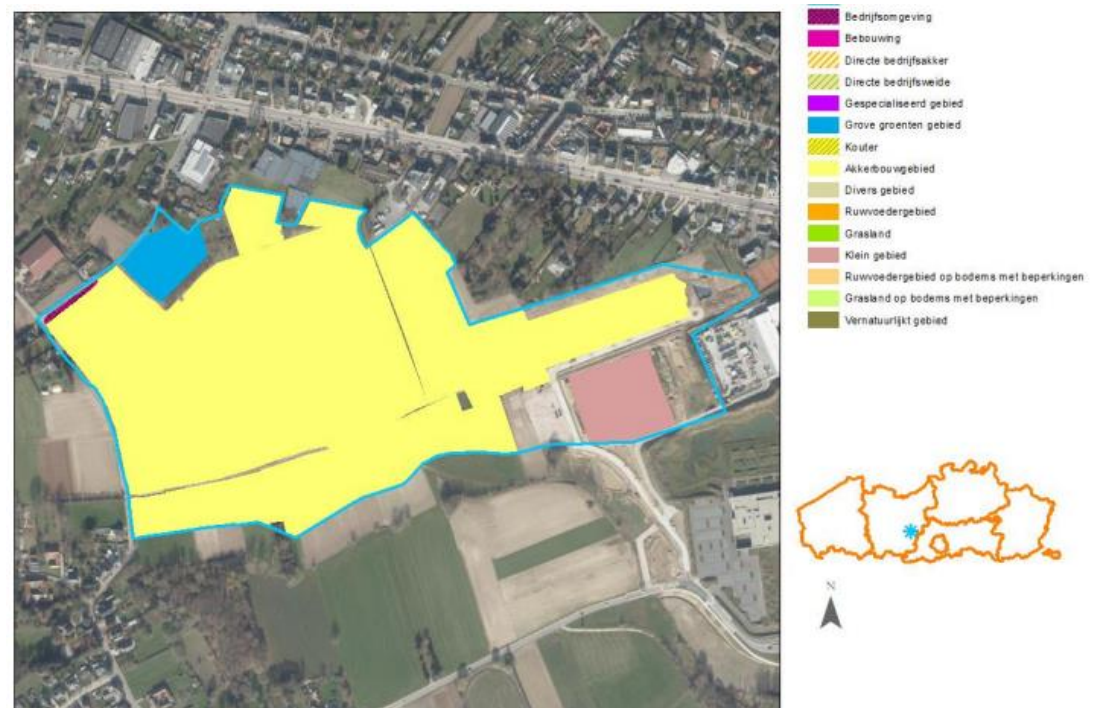 Bedrijfsomgeving
Bebouwing
Directe bedrijfsakker
Directe bedrijfsweide
Gespecialiseerd gebied
Grove groenten gebied
Kouter
Akkerbouwgebied
Divers gebied
Ruwvoedergebied
Grasland
Klein gebied
Ruwvoedergebied op bodems met beperkingen
Grasland op bodems met beperkingen
Vernatuurlijkt gebied
N